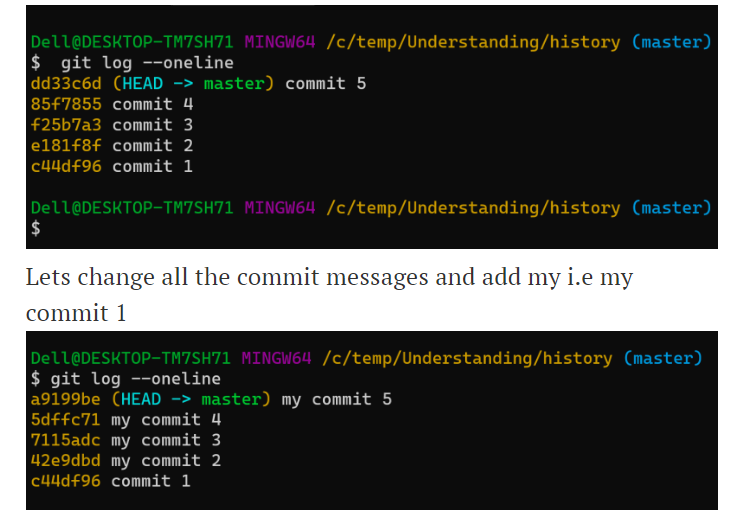 Dell@DESKTOP-TM7SH71 MINGW64 /c/temp/Understanding/history (master)
$  git log --oneline
dd33c6d (HEAD -> master) commit 5
85f7855 commit 4
f25b7a3 commit 3
e181f8f commit 2
c44df96 commit 1
Dell@DESKTOP-TM7SH71 MINGW64 /c/temp/Understanding/history (master)
$
Lets change all the commit messages and add my i.e my
commit 1
Dell@DESKTOP-TM7SH71 MINGW64 /c/temp/Understanding/history (master)
$ git log --oneline
a9199be (HEAD -> master) my commit 5
5dffc71 my commit 4
7115adc my commit 3
42e9dbd my commit 2
c44df96 commit 1